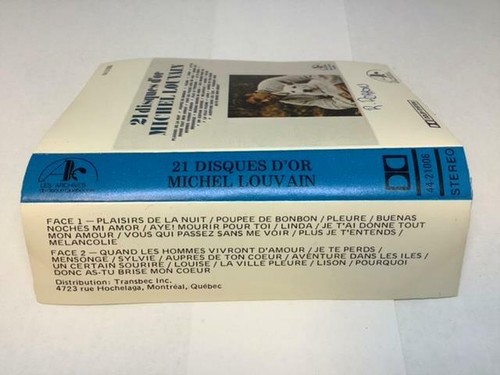 21 disques d'or
MICHEL LOUVAIN
LES ARCHIVES
21 DISQUES D'OR
MICHEL LOUVAIN
44-21006
STEREO
FACE 1 — PLAISIRS DE LA NUIT / POUPEE DE BONBON / PLEURE / BUENAS
NOCHES MI AMOR / AYE! MOURIR POUR TOI / LINDA / JE T'AI DONNE TOUT
MON AMOUR / VOUS QUI PASSEZ SANS ME VOIR / PLUS JE T'ENTENDS /
MELANCOLIE
FACE 2 — QUAND LES HOMMES VIVRONT D'AMOUR / JE TE PERDS /
MENSONGE / SYLVIE / AUPRES DE TON COEUR / AVENTURE DANS LES ILES /
UN CERTAIN SOURIRE / LOUISE / LA VILLE PLEURE / LISON / POURQUOI
DONC AS-TU BRISE MON COEUR
Distribution: Transbec Inc.
4723 rue Hochelaga, Montréal, Québec